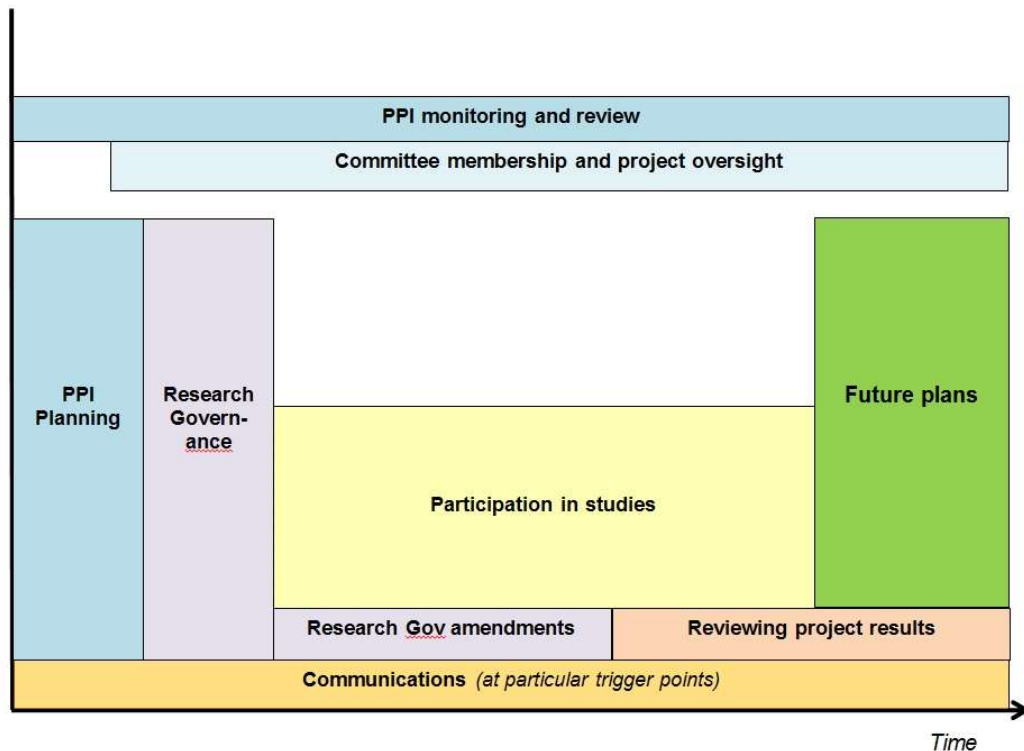 PPI monitoring and review
Committee membership and project oversight
PPI
Planning
Research
Govern-
ance
Future plans
Participation in studies
Research Gov amendments
Reviewing project results
Communications (at particular trigger points)
Time